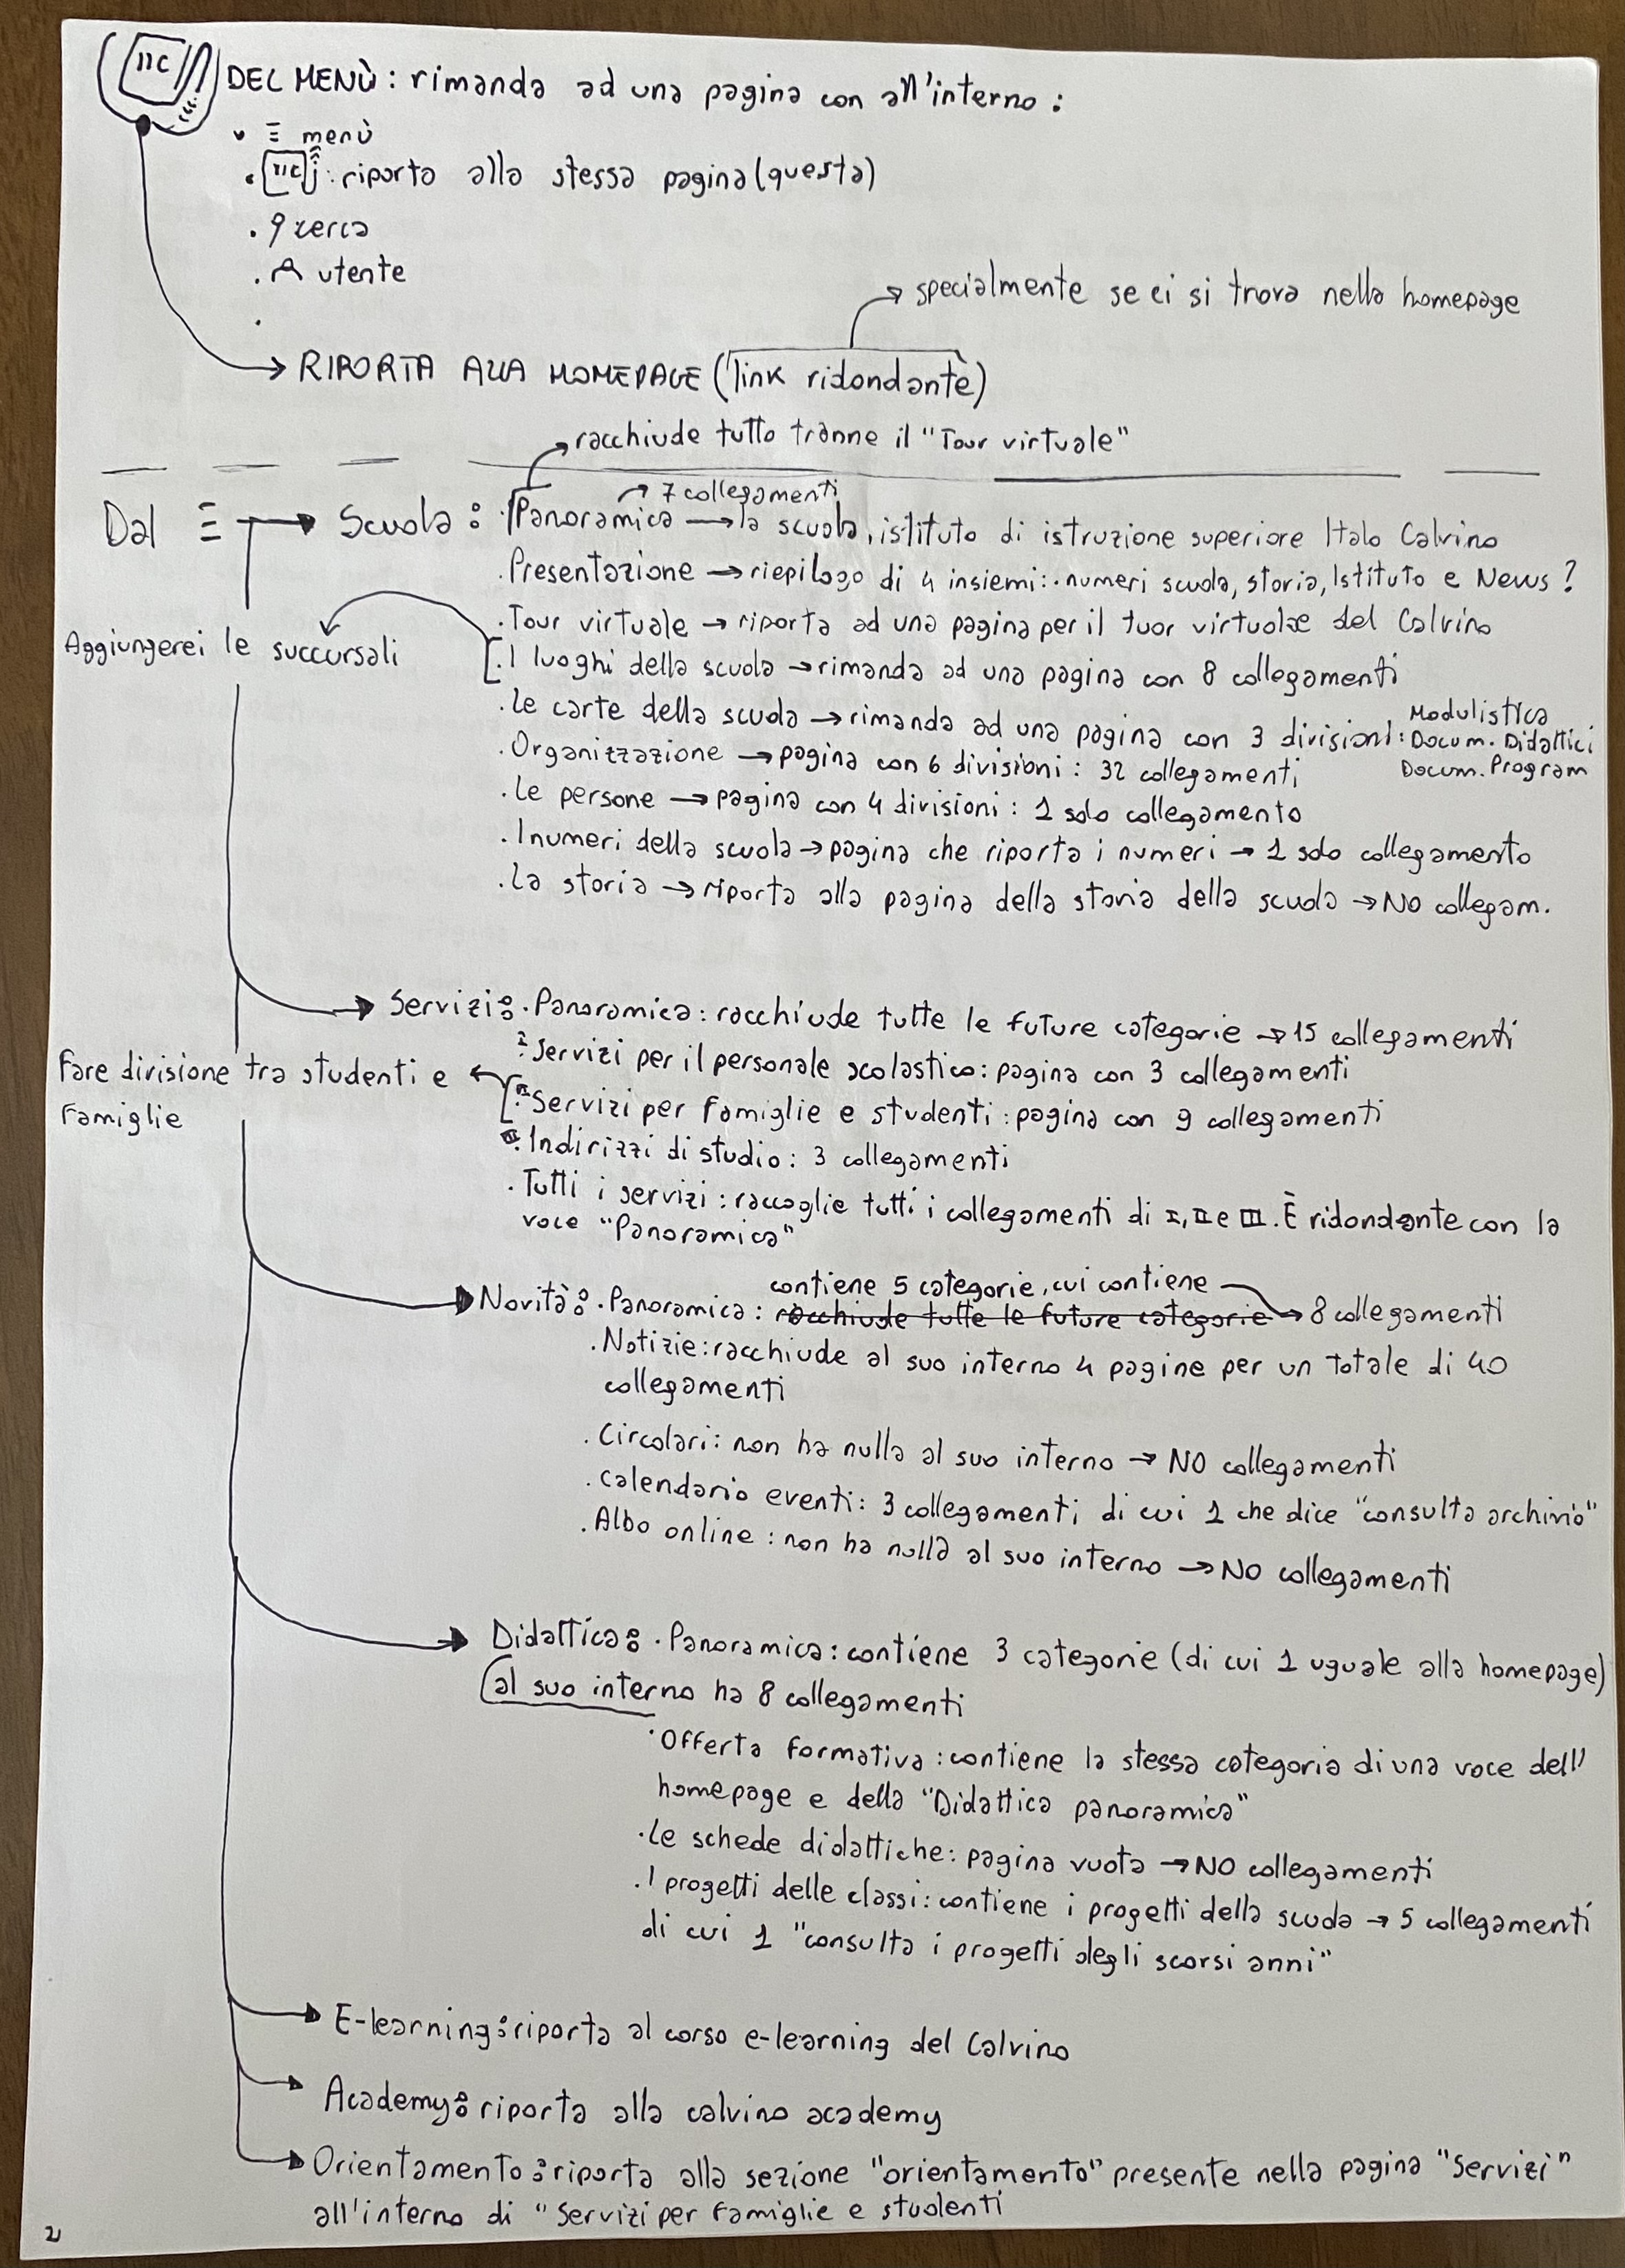 IIC DEL MENÙ: rimanda ad una pagina con all'interno:
. ☰ menù
. IIC : riporta alla stessa pagina (questa)
. cerca
. utente
.
specialmente se ci si trova nella homepage
RIPORTA ALLA HOMEPAGE (link ridondante)
racchiude tutto tranne il "Tour virtuale"
7 collegamenti
Dal ☰ → Scuola: . Panoramica → la scuola, istituto di istruzione superiore Italo Calvino
. Presentazione → riepilogo di 4 insiemi: . numeri scuola, storia, Istituto e News?
. Tour virtuale → riporta ad una pagina per il tuor virtuale del Calvino
Aggiungerei le succursali
. I luoghi della scuola → rimanda ad una pagina con 8 collegamenti
. Le carte della scuola → rimanda ad una pagina con 3 divisioni: Modulistica
Docum. Didattici
Docum. Program
. Organizzazione → pagina con 6 divisioni: 32 collegamenti
. Le persone → pagina con 4 divisioni: 1 solo collegamento
. I numeri della scuola → pagina che riporta i numeri → 1 solo collegamento
. La storia → riporta alla pagina della storia della scuola → NO collegam.
Servizi: . Panoramica: racchiude tutte le future categorie → 15 collegamenti
I. Servizi per il personale scolastico: pagina con 3 collegamenti
Fare divisione tra studenti e
Famiglie
II. Servizi per famiglie e studenti: pagina con 9 collegamenti
III. Indirizzi di studio: 3 collegamenti
. Tutti i servizi: raccoglie tutti i collegamenti di I, II e III. È ridondante con la
voce "Panoramica"
contiene 5 categorie, cui contiene
Novità: . Panoramica: racchiude tutte le future categorie → 8 collegamenti
. Notizie: racchiude al suo interno 4 pagine per un totale di 40
collegamenti
. Circolari: non ha nulla al suo interno → NO collegamenti
. Calendario eventi: 3 collegamenti di cui 1 che dice "consulta archivio"
. Albo online: non ha nulla al suo interno → NO collegamenti
Didattica: . Panoramica: contiene 3 categorie (di cui 1 uguale alla homepage)
al suo interno ha 8 collegamenti
. Offerta formativa: contiene la stessa categoria di una voce dell'
homepage e della "Didattica panoramica"
. Le schede didattiche: pagina vuota → NO collegamenti
. I progetti delle classi: contiene i progetti della scuola → 5 collegamenti
di cui 1 "consulta i progetti degli scorsi anni"
E-learning: riporta al corso e-learning del Calvino
Academy: riporta alla calvino academy
Orientamento: riporta alla sezione "orientamento" presente nella pagina "Servizi"
all'interno di "Servizi per famiglie e studenti
2